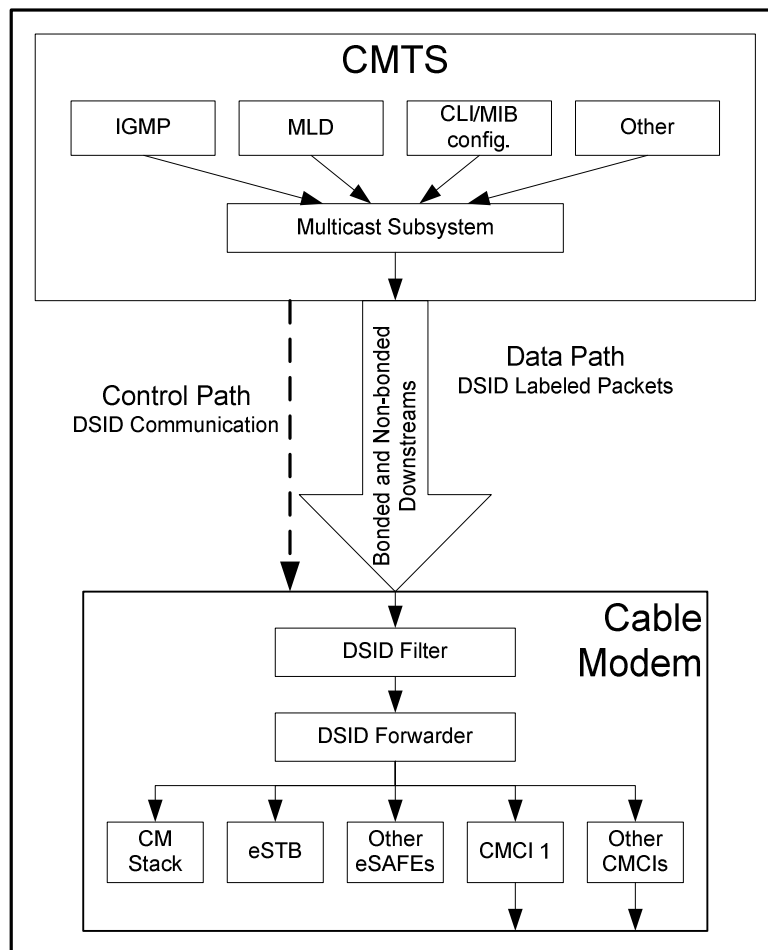 CMTS
IGMP
MLD
CLI/MIB
config.
Other
Multicast Subsystem
Control Path
DSID Communication
Bonded and Non-bonded
Downstreams
Data Path
DSID Labeled Packets
Cable
Modem
DSID Filter
DSID Forwarder
CM
Stack
eSTB
Other
eSAFEs
CMCI 1
Other
CMCIs